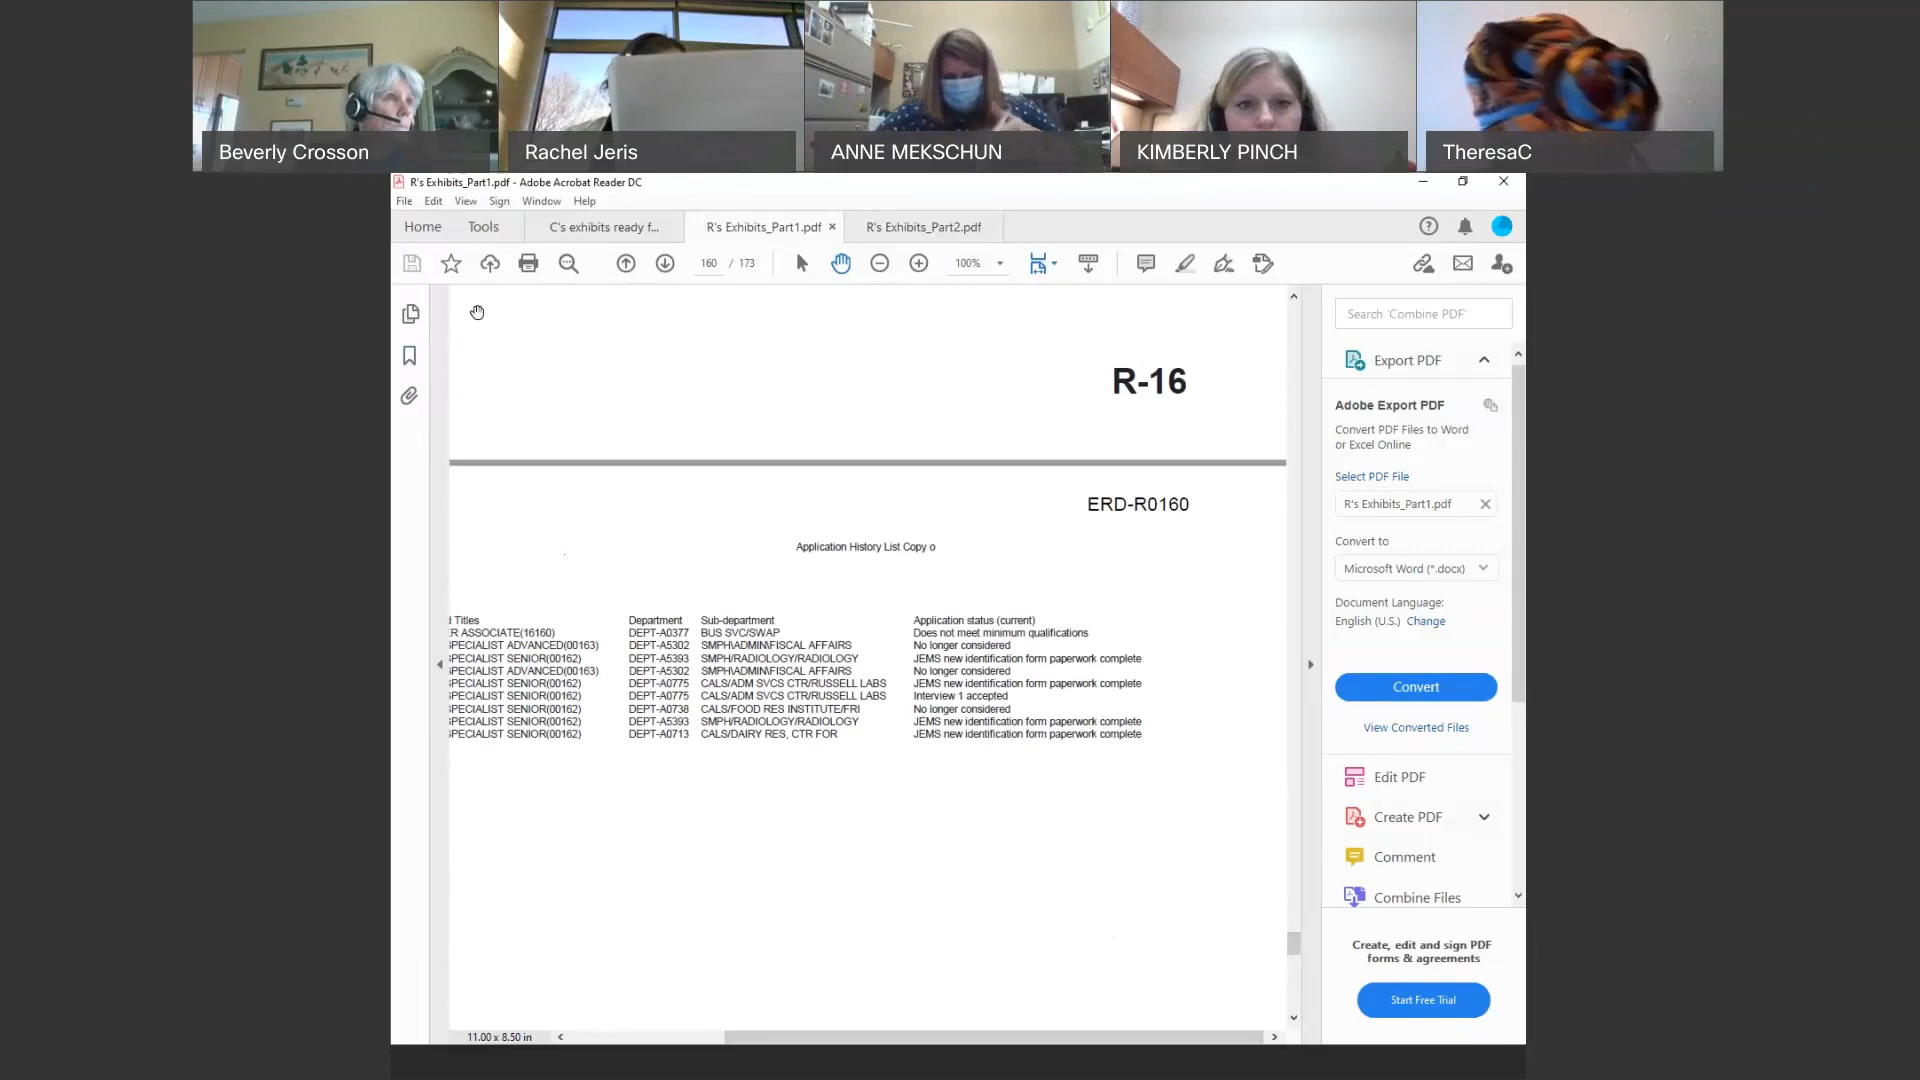 Beverly Crosson
Rachel Jeris
ANNE MEKSCHUN
KIMBERLY PINCH
TheresaC
R's Exhibits_Part1.pdf - Adobe Acrobat Reader DC
File Edit View Sign Window Help
Home Tools C's exhibits ready f... R's Exhibits_Part1.pdf × R's Exhibits_Part2.pdf
160 / 173 100%
R-16
ERD-R0160
Application History List Copy o
d Titles Department Sub-department Application status (current)
ER ASSOCIATE(16160) DEPT-A0377 BUS SVC/SWAP Does not meet minimum qualifications
SPECIALIST ADVANCED(00163) DEPT-A5302 SMPH\ADMIN\FISCAL AFFAIRS No longer considered
SPECIALIST SENIOR(00162) DEPT-A5393 SMPH/RADIOLOGY/RADIOLOGY JEMS new identification form paperwork complete
SPECIALIST ADVANCED(00163) DEPT-A5302 SMPH\ADMIN\FISCAL AFFAIRS No longer considered
SPECIALIST SENIOR(00162) DEPT-A0775 CALS/ADM SVCS CTR/RUSSELL LABS JEMS new identification form paperwork complete
SPECIALIST SENIOR(00162) DEPT-A0775 CALS/ADM SVCS CTR/RUSSELL LABS Interview 1 accepted
SPECIALIST SENIOR(00162) DEPT-A0738 CALS/FOOD RES INSTITUTE/FRI No longer considered
SPECIALIST SENIOR(00162) DEPT-A5393 SMPH/RADIOLOGY/RADIOLOGY JEMS new identification form paperwork complete
SPECIALIST SENIOR(00162) DEPT-A0713 CALS/DAIRY RES, CTR FOR JEMS new identification form paperwork complete
11.00 x 8.50 in
Search 'Combine PDF'
Export PDF
Adobe Export PDF
Convert PDF Files to Word
or Excel Online
Select PDF File
R's Exhibits_Part1.pdf
Convert to
Microsoft Word (*.docx)
Document Language:
English (U.S.) Change
Convert
View Converted Files
Edit PDF
Create PDF
Comment
Combine Files
Create, edit and sign PDF
forms & agreements
Start Free Trial